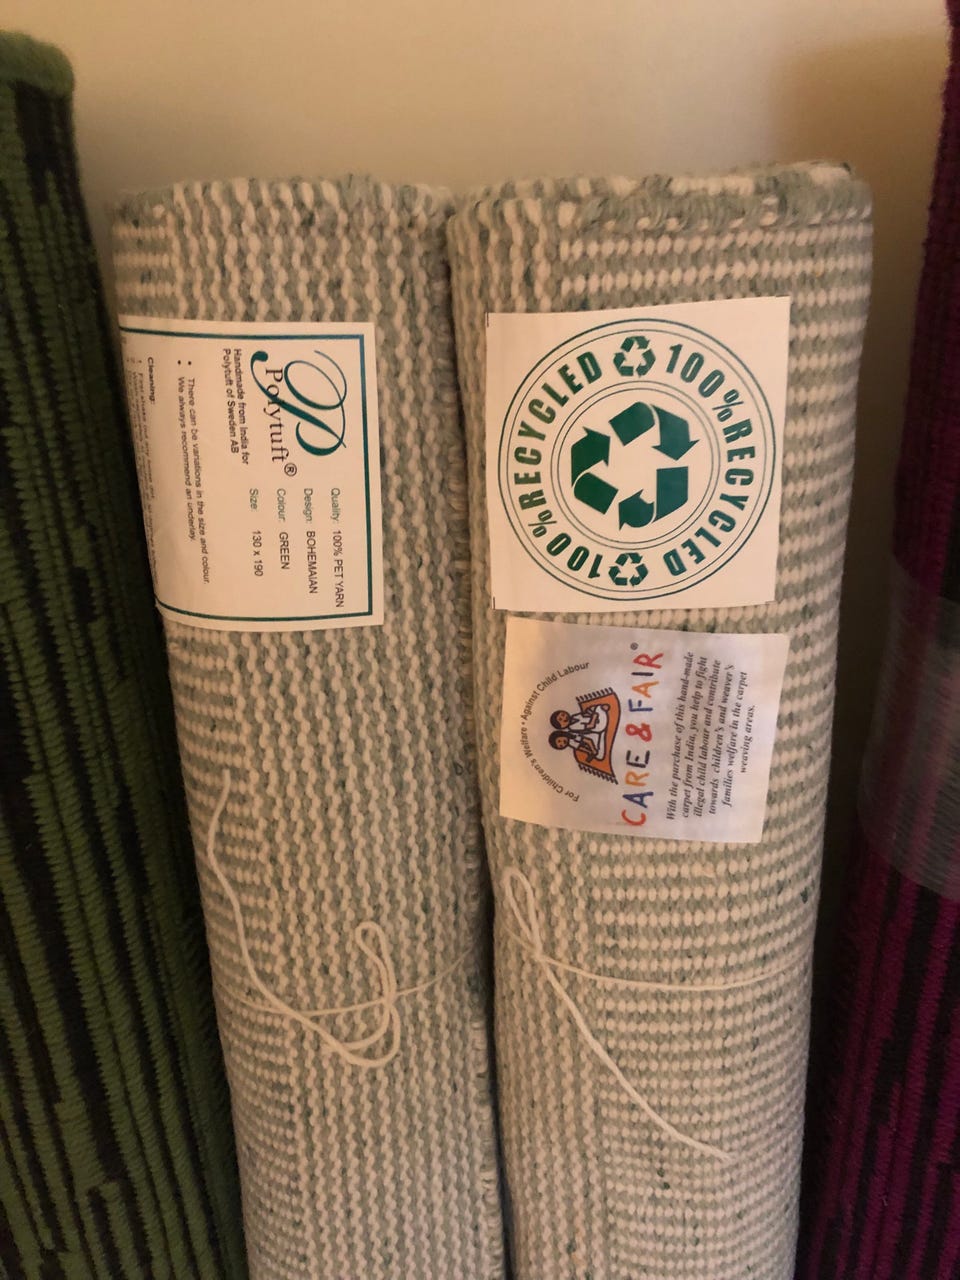 Polytuft®
Handmade from India for
Polytuft of Sweden AB
Quality: 100% PET YARN
Design: BOHEMAIAN
Colour: GREEN
Size: 130 x 190
• There can be variations in the size and colour.
• We always recommend an underlay.
Cleaning:
100% RECYCLED
100% RECYCLED
For Children's Welfare • Against Child Labour
CARE & FAIR®
With the purchase of this hand-made
carpet from India, you help to fight
illegal child labour and contribute
towards children's and weaver's
families welfare in the carpet
weaving areas.